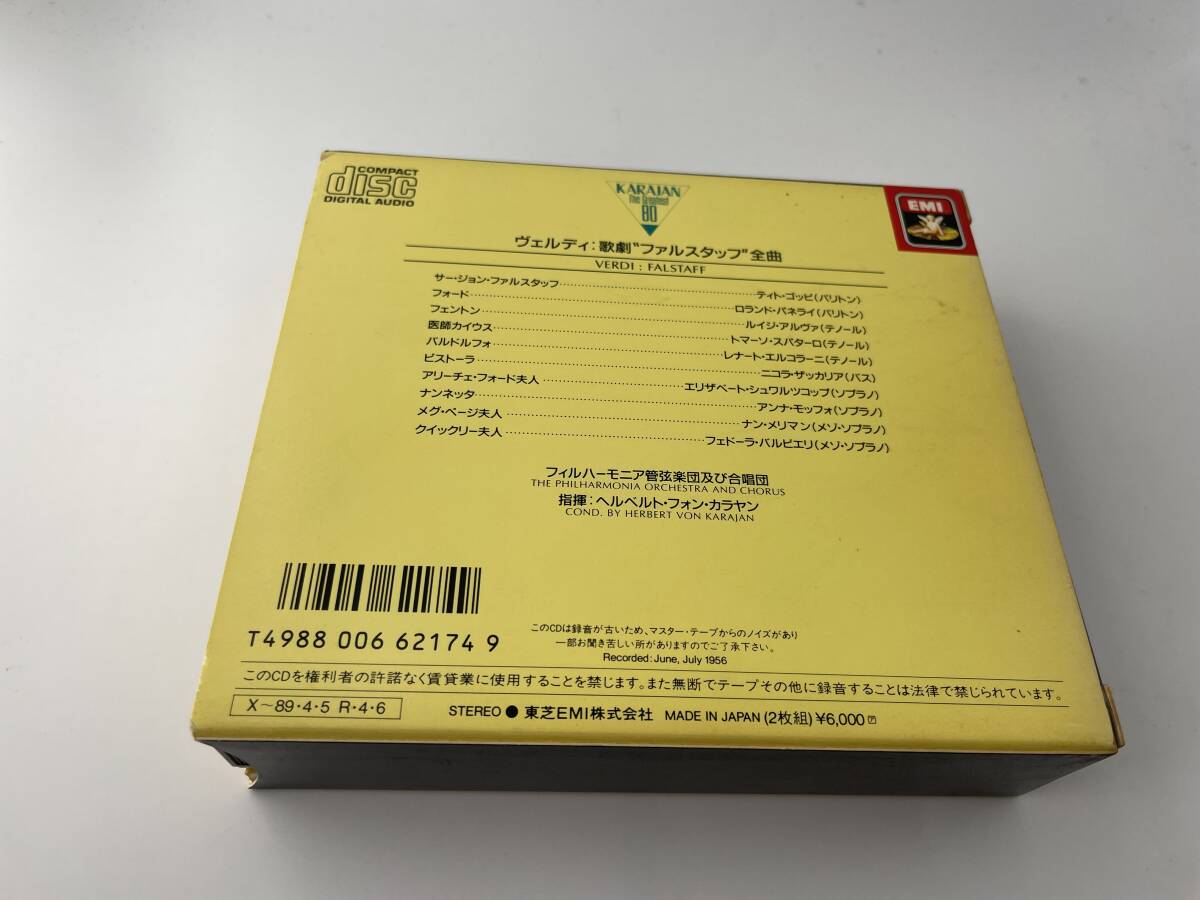 COMPACT
disc
DIGITAL AUDIO
KARAJAN
The Greatest
80
EMI
ヴェルディ：歌劇“ファルスタッフ”全曲
VERDI : FALSTAFF
サー・ジョン・ファルスタッフ……ティト・ゴッビ（バリトン）
フォード……ロランド・パネライ（バリトン）
フェントン……ルイジ・アルヴァ（テノール）
医師カイウス……トマーソ・スパターロ（テノール）
バルドルフォ……レナート・エルコラーニ（テノール）
ピストーラ……ニコラ・ザッカリア（バス）
アリーチェ・フォード夫人……エリザベート・シュワルツコップ（ソプラノ）
ナンネッタ……アンナ・モッフォ（ソプラノ）
メグ・ページ夫人……ナン・メリマン（メゾ・ソプラノ）
クイックリー夫人……フェドーラ・バルビエリ（メゾ・ソプラノ）
フィルハーモニア管弦楽団及び合唱団
THE PHILHARMONIA ORCHESTRA AND CHORUS
指揮：ヘルベルト・フォン・カラヤン
COND. BY HERBERT VON KARAJAN
T4988 006 62174 9
このCDは録音が古いため、マスター・テープからのノイズがあり
一部お聞き苦しい所がありますのでご了承下さい。
Recorded: June, July 1956
このCDを権利者の許諾なく賃貸業に使用することを禁じます。また無断でテープその他に録音することは法律で禁じられています。
X〜89・4・5 R・4・6
STEREO ● 東芝EMI株式会社 MADE IN JAPAN (2枚組) ¥6,000